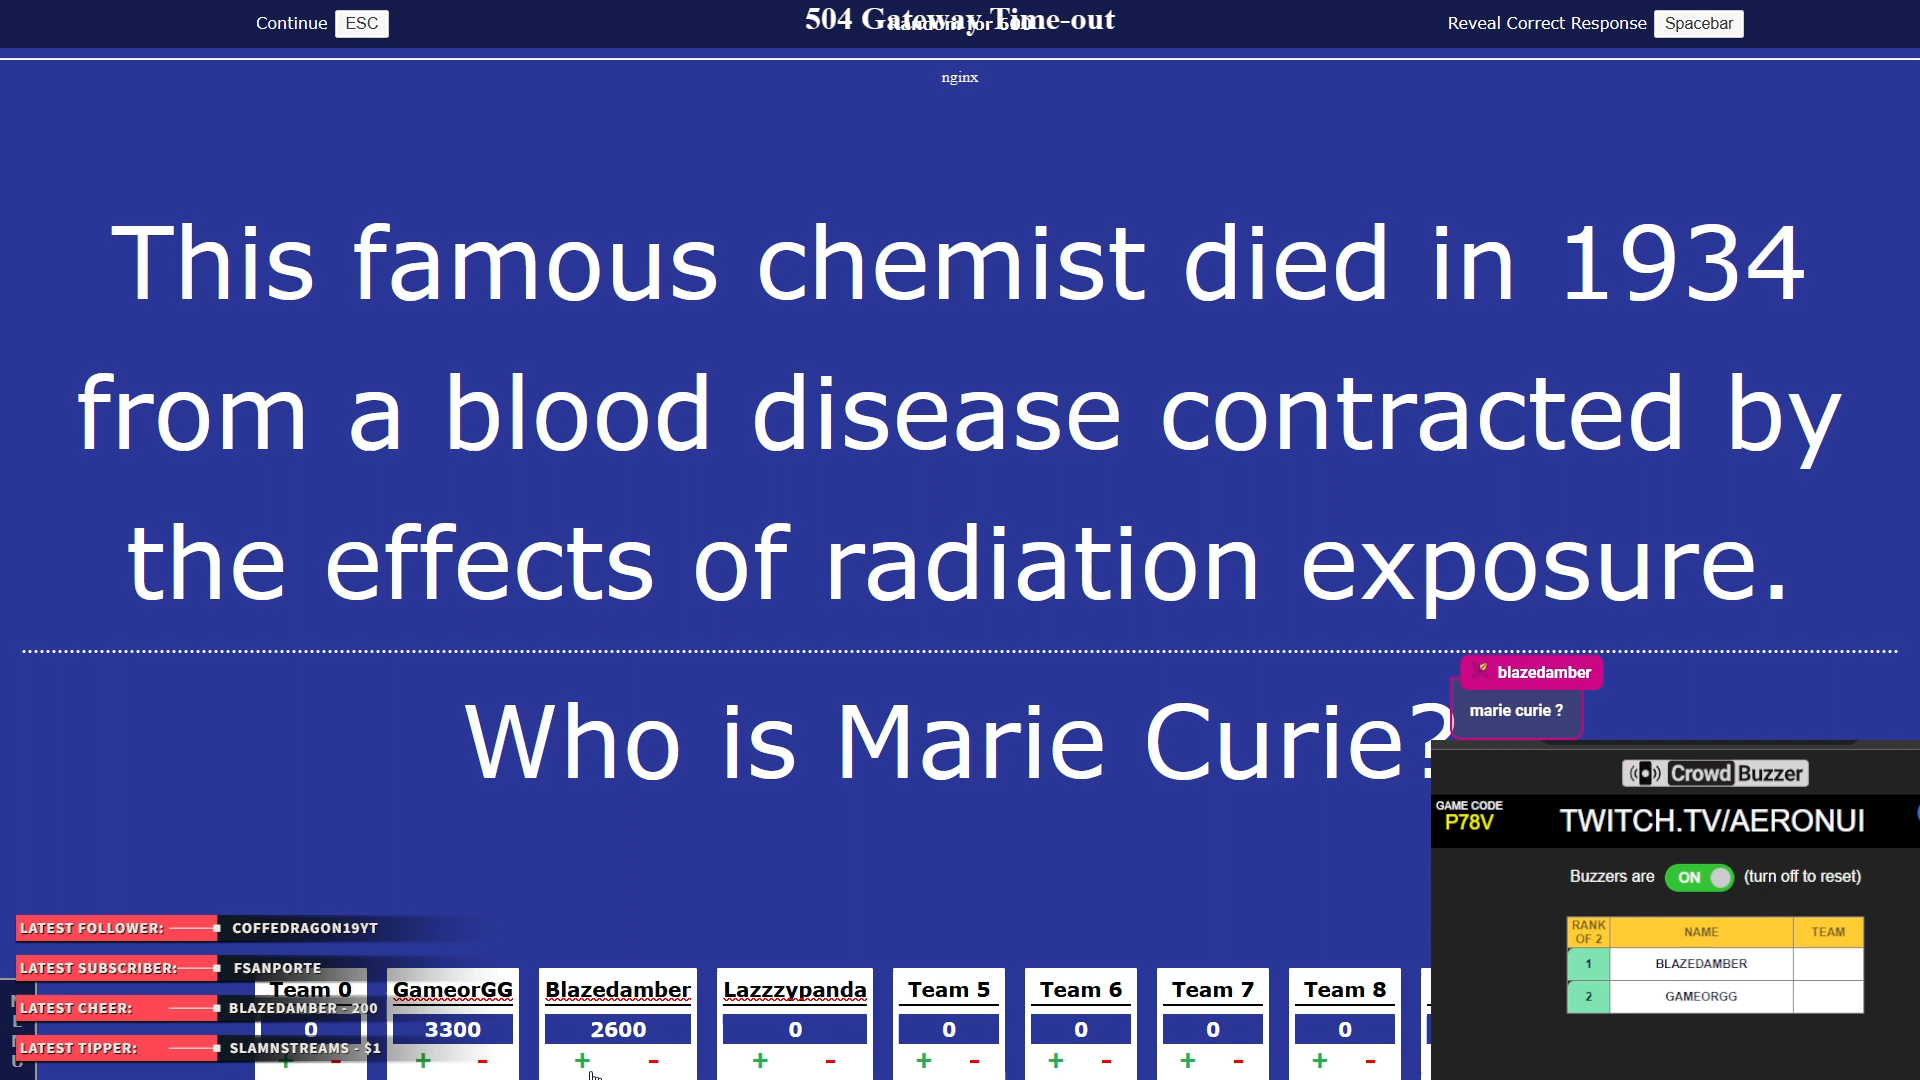 Continue ESC
504 Gateway Time-out
Random for 600
Reveal Correct Response Spacebar
nginx
This famous chemist died in 1934
from a blood disease contracted by
the effects of radiation exposure.
Who is Marie Curie?
blazedamber
marie curie ?
CrowdBuzzer
GAME CODE
P78V
TWITCH.TV/AERONUI
Buzzers are ON (turn off to reset)
RANK OF 2 NAME TEAM
1 BLAZEDAMBER
2 GAMEORGG
LATEST FOLLOWER: COFFEDRAGON19YT
LATEST SUBSCRIBER: FSANPORTE
LATEST CHEER: BLAZEDAMBER - 200
LATEST TIPPER: SLAMNSTREAMS - $1
Team 0 GameorGG Blazedamber Lazzzypanda Team 5 Team 6 Team 7 Team 8
0 3300 2600 0 0 0 0 0
+ - + - + - + - + - + - + - + -